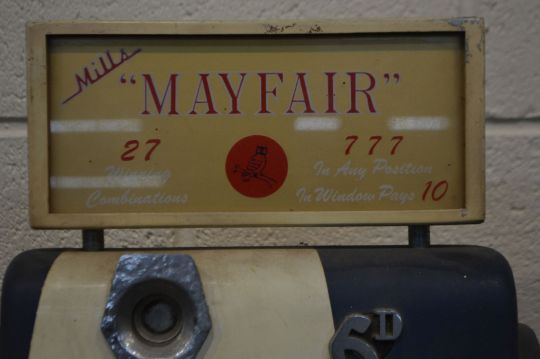 Mills
"MAYFAIR"
27
Winning
Combinations
777
In Any Position
In Window Pays 10
6D